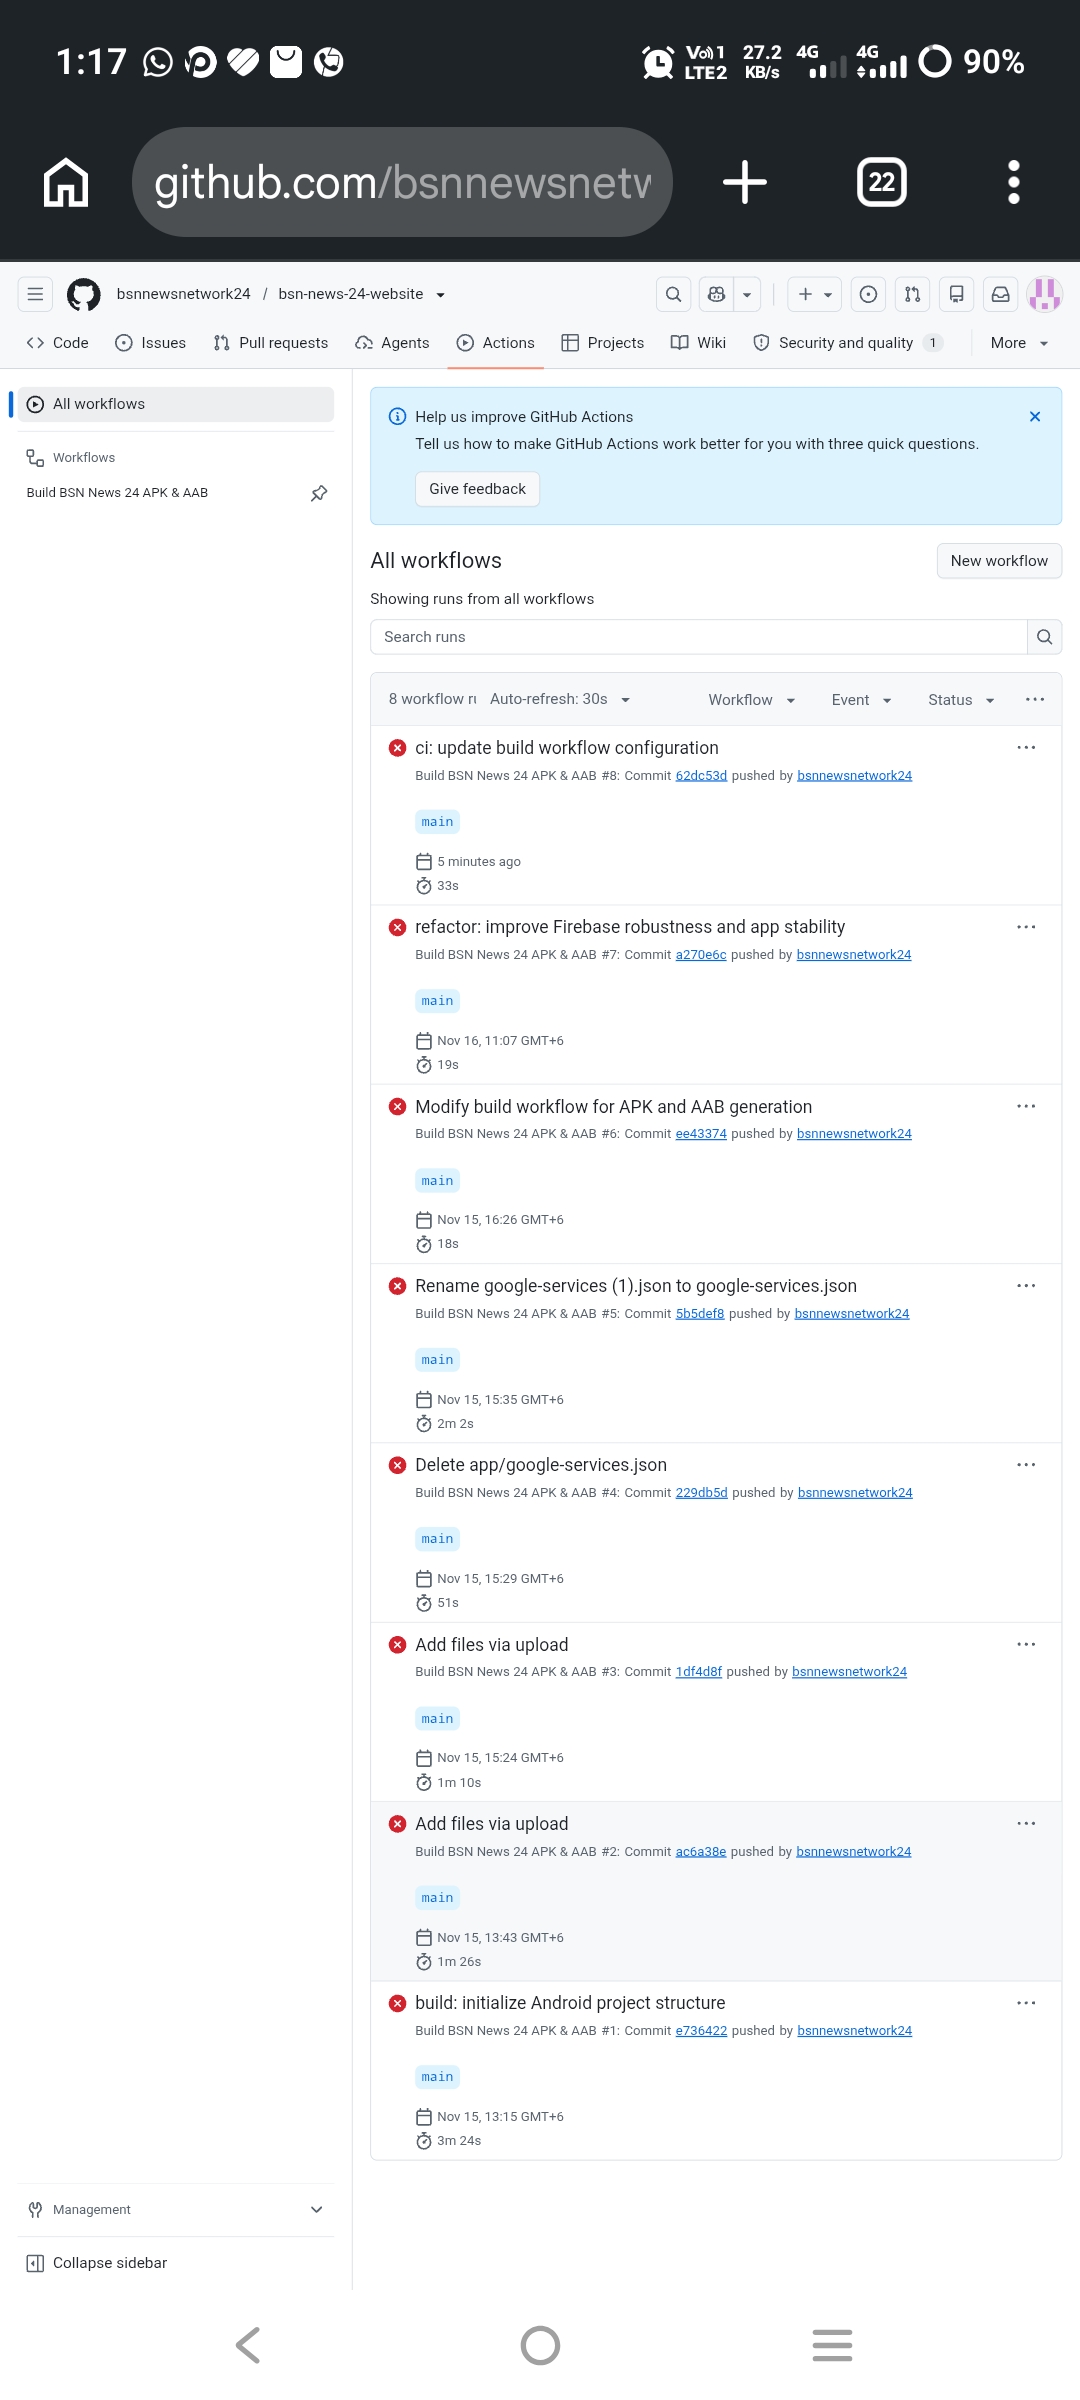 1:17
Vo)) 1
LTE2
27.2
KB/s
4G
4G
90%
github.com/bsnnewsnetw
22
bsnnewsnetwork24 / bsn-news-24-website
Code
Issues
Pull requests
Agents
Actions
Projects
Wiki
Security and quality 1
More
All workflows
Workflows
Build BSN News 24 APK & AAB
Help us improve GitHub Actions
Tell us how to make GitHub Actions work better for you with three quick questions.
Give feedback
All workflows
New workflow
Showing runs from all workflows
Search runs
8 workflow ru Auto-refresh: 30s Workflow Event Status
ci: update build workflow configuration
Build BSN News 24 APK & AAB #8: Commit 62dc53d pushed by bsnnewsnetwork24
main
5 minutes ago
33s
refactor: improve Firebase robustness and app stability
Build BSN News 24 APK & AAB #7: Commit a270e6c pushed by bsnnewsnetwork24
main
Nov 16, 11:07 GMT+6
19s
Modify build workflow for APK and AAB generation
Build BSN News 24 APK & AAB #6: Commit ee43374 pushed by bsnnewsnetwork24
main
Nov 15, 16:26 GMT+6
18s
Rename google-services (1).json to google-services.json
Build BSN News 24 APK & AAB #5: Commit 5b5def8 pushed by bsnnewsnetwork24
main
Nov 15, 15:35 GMT+6
2m 2s
Delete app/google-services.json
Build BSN News 24 APK & AAB #4: Commit 229db5d pushed by bsnnewsnetwork24
main
Nov 15, 15:29 GMT+6
51s
Add files via upload
Build BSN News 24 APK & AAB #3: Commit 1df4d8f pushed by bsnnewsnetwork24
main
Nov 15, 15:24 GMT+6
1m 10s
Add files via upload
Build BSN News 24 APK & AAB #2: Commit ac6a38e pushed by bsnnewsnetwork24
main
Nov 15, 13:43 GMT+6
1m 26s
build: initialize Android project structure
Build BSN News 24 APK & AAB #1: Commit e736422 pushed by bsnnewsnetwork24
main
Nov 15, 13:15 GMT+6
3m 24s
Management
Collapse sidebar